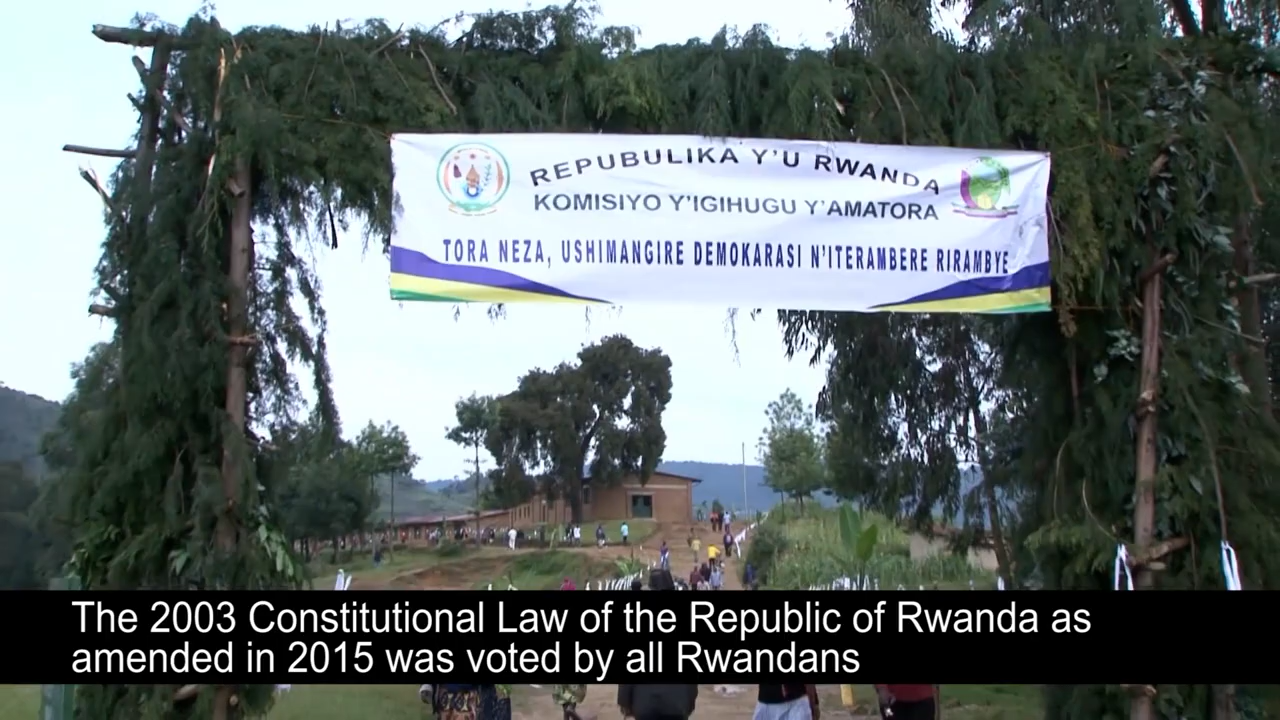 REPUBULIKA Y'U RWANDA
KOMISIYO Y'IGIHUGU Y'AMATORA
TORA NEZA, USHIMANGIRE DEMOKARASI N'ITERAMBERE RIRAMBYE
The 2003 Constitutional Law of the Republic of Rwanda as
amended in 2015 was voted by all Rwandans